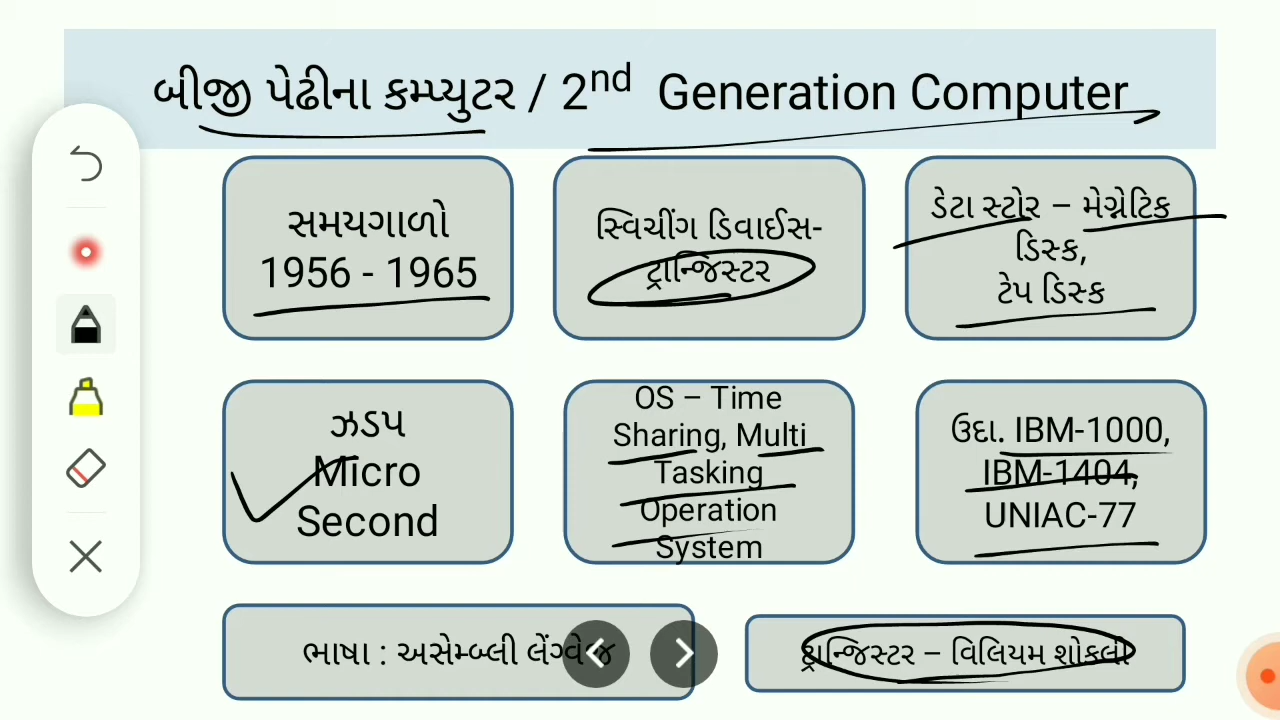 બીજી પેઢીના કમ્પ્યુટર / 2nd Generation Computer
સમયગાળો
1956 - 1965
સ્વિચીંગ ડિવાઈસ-
ટ્રાન્જિસ્ટર
ડેટા સ્ટોર – મેગ્નેટિક
ડિસ્ક,
ટેપ ડિસ્ક
ઝડપ
Micro
Second
OS – Time
Sharing, Multi
Tasking
Operation
System
ઉદા. IBM-1000,
IBM-1404,
UNIAC-77
ભાષા : અસેમ્બ્લી લેંગ્વેજ
ટ્રાન્જિસ્ટર – વિલિયમ શોકલી